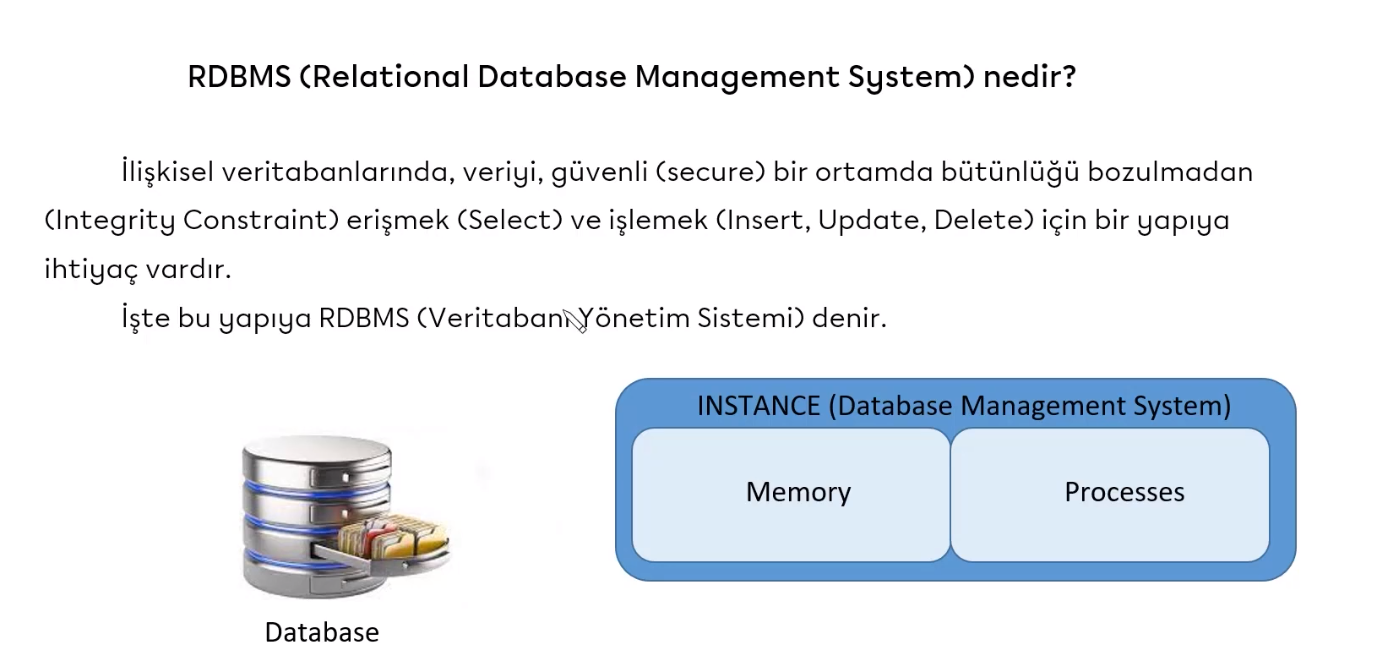 RDBMS (Relational Database Management System) nedir?
İlişkisel veritabanlarında, veriyi, güvenli (secure) bir ortamda bütünlüğü bozulmadan
(Integrity Constraint) erişmek (Select) ve işlemek (Insert, Update, Delete) için bir yapıya
ihtiyaç vardır.
İşte bu yapıya RDBMS (Veritabanı Yönetim Sistemi) denir.
INSTANCE (Database Management System)
Memory
Processes
Database